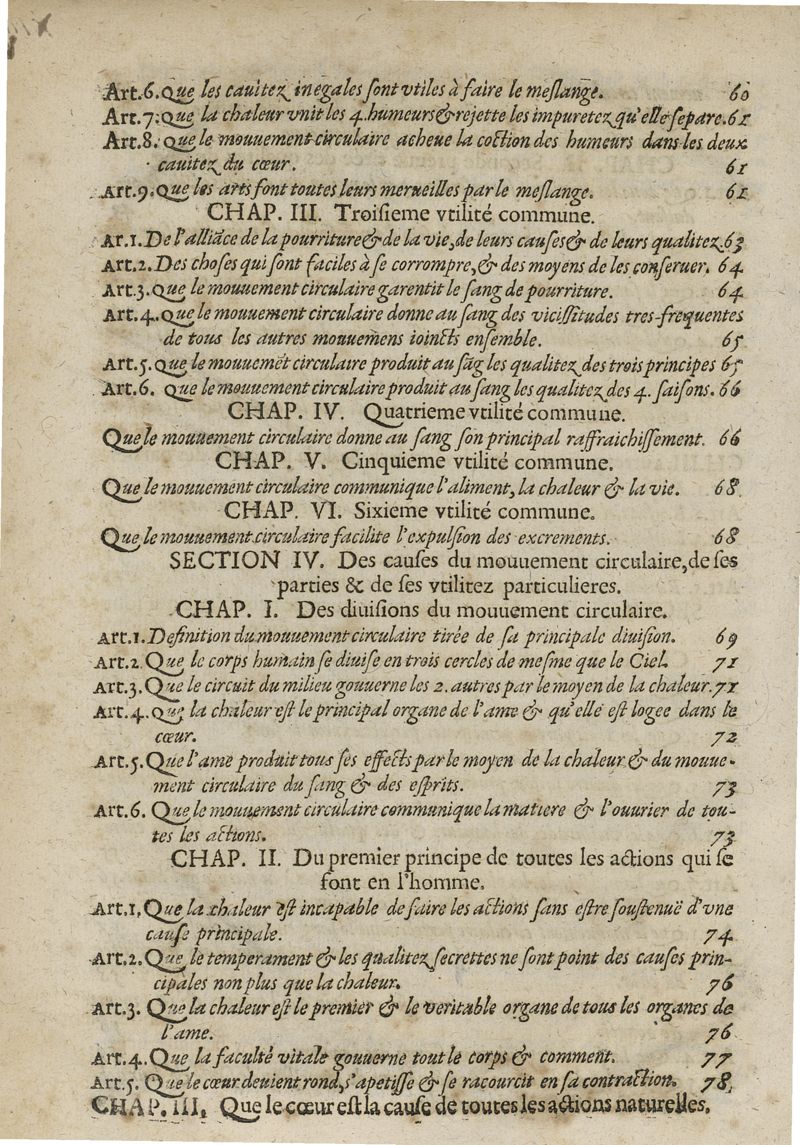 Art.6. Que les cauitez inegales ſont vtiles à faire le meſlange. 60
Art.7. Que la chaleur vnit les 4. humeurs & rejette les impuretez qu'elle ſepare. 61
Art.8. Que le mouuement circulaire acheue la coction des humeurs dans les deux
cauitez du cœur. 61
Art.9. Que les arts font toutes leurs merueilles par le meſlange. 61
CHAP. III. Troiſieme vtilité commune.
Ar.1. De l'alliāce de la pourriture & de la vie, de leurs cauſes & de leurs qualitez 63
Art.2. Des choſes qui ſont faciles à ſe corrompre, & des moyens de les conſeruer. 64
Art.3. Que le mouuement circulaire garentit le ſang de pourriture. 64
Art.4. Que le mouuement circulaire donne au ſang des viciſſitudes tres-frequentes
de tous les autres mouuemens ioincts enſemble. 65
Art.5. Que le mouuemēt circulaire produit au ſāg les qualitez des trois principes 65
Art.6. Que le mouuement circulaire produit au ſang les qualitez des 4. ſaiſons. 66
CHAP. IV. Quatrieme vtilité commune.
Que le mouuement circulaire donne au ſang ſon principal raffraichiſſement. 66
CHAP. V. Cinquieme vtilité commune.
Que le mouuement circulaire communique l'aliment, la chaleur & la vie. 68
CHAP. VI. Sixieme vtilité commune.
Que le mouuement circulaire facilite l'expulſion des excrements. 68
SECTION IV. Des cauſes du mouuement circulaire, de ſes
parties & de ſes vtilitez particulieres.
CHAP. I. Des diuiſions du mouuement circulaire.
Art.1. Definition du mouuement circulaire tirée de ſa principale diuiſion. 69
Art.2. Que le corps humain ſe diuiſe en trois cercles de meſme que le Ciel. 71
Art.3. Que le circuit du milieu gouuerne les 2. autres par le moyen de la chaleur. 71
Art.4. Que la chaleur eſt le principal organe de l'ame & qu'elle eſt logee dans le
cœur. 72
Art.5. Que l'ame produit tous ſes effects par le moyen de la chaleur & du mouue-
ment circulaire du ſang & des eſprits. 73
Art.6. Que le mouuement circulaire communique la matiere & l'ouurier de tou-
tes les actions. 73
CHAP. II. Du premier principe de toutes les actions qui ſe
font en l'homme.
Art.1. Que la chaleur eſt incapable de faire les actions ſans eſtre ſouſtenuë d'vne
cauſe principale. 74
Art.2. Que le temperament & les qualitez ſecrettes ne ſont point des cauſes prin-
cipales non plus que la chaleur. 76
Art.3. Que la chaleur eſt le premier & le veritable organe de tous les organes de
l'ame. 76
Art.4. Que la faculté vitale gouuerne tout le corps & comment. 77
Art.5. Que le cœur deuient rond, s'apetiſſe & ſe racourcit en ſa contraction. 78
CHAP. III. Que le cœur eſt la cauſe de toutes les actions naturelles.